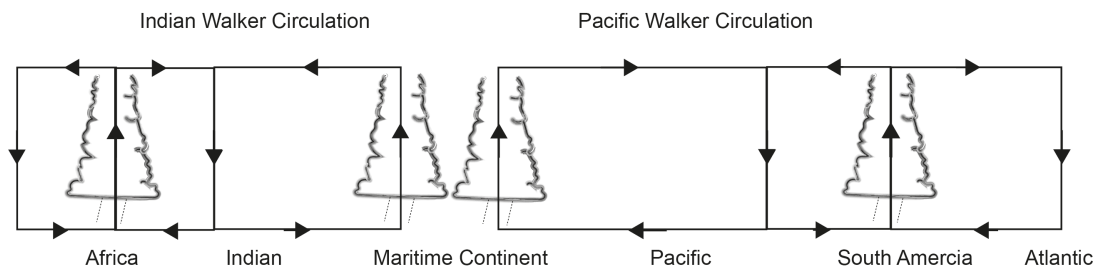 Indian Walker Circulation
Pacific Walker Circulation
Africa
Indian
Maritime Continent
Pacific
South Amercia
Atlantic